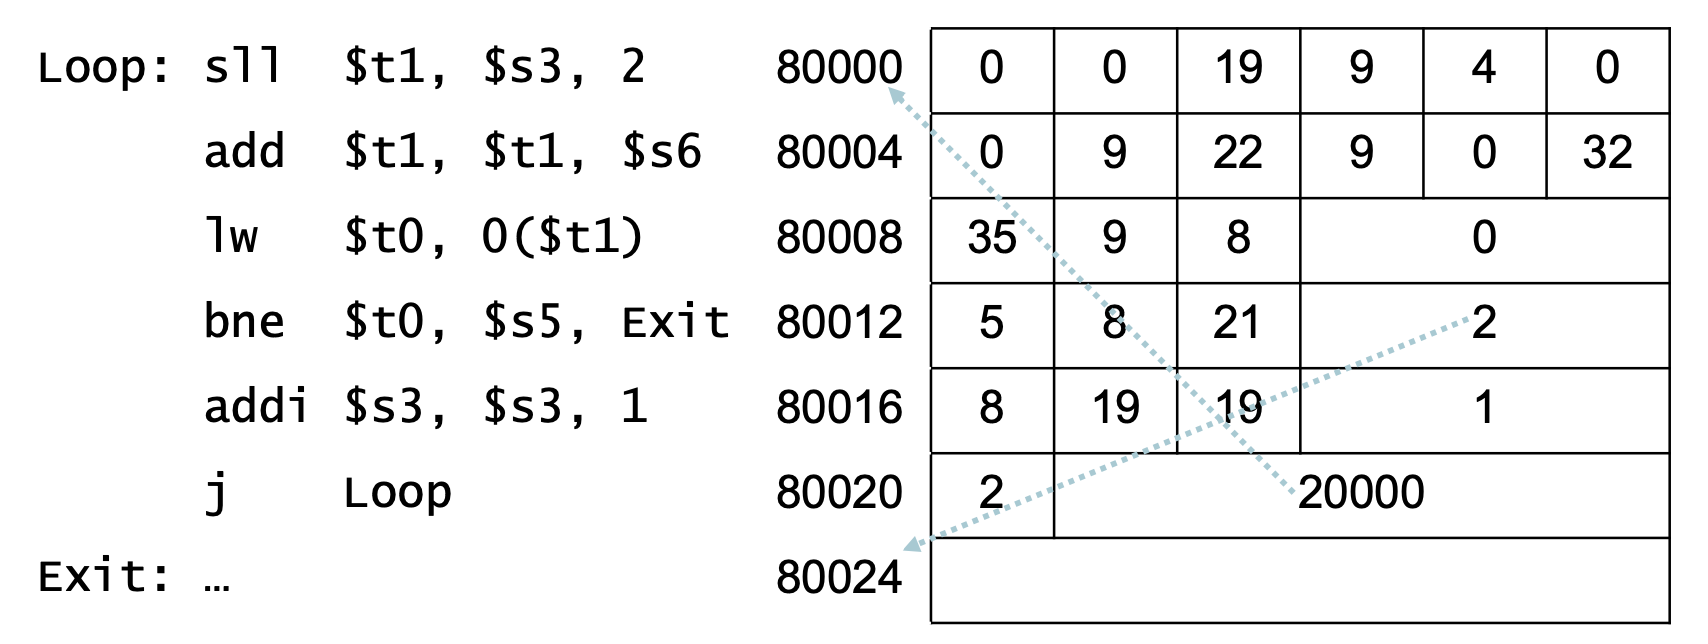 Loop: sll $t1, $s3, 2 80000 0 0 19 9 4 0
add $t1, $t1, $s6 80004 0 9 22 9 0 32
lw $t0, 0($t1) 80008 35 9 8 0
bne $t0, $s5, Exit 80012 5 8 21 2
addi $s3, $s3, 1 80016 8 19 19 1
j Loop 80020 2 20000
Exit: … 80024